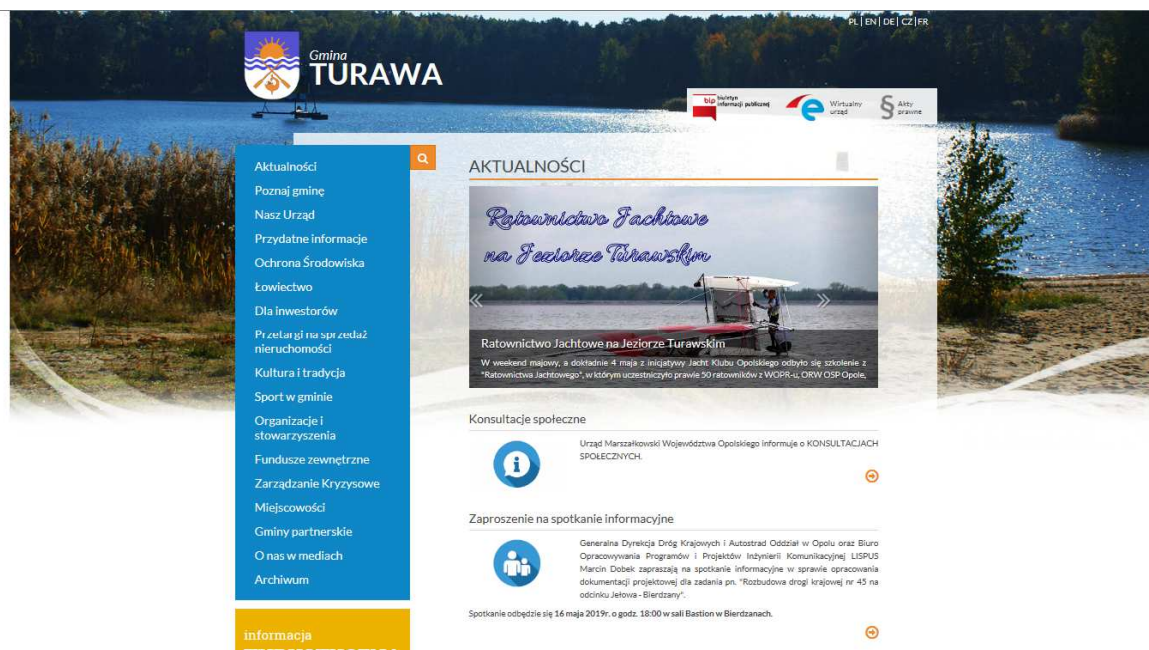 PL | EN | DE | CZ | FR
Gmina
TURAWA
bip biuletyn
informacji publicznej
Wirtualny
urząd
§ Akty
prawne
Aktualności
Poznaj gminę
Nasz Urząd
Przydatne informacje
Ochrona Środowiska
Łowiectwo
Dla inwestorów
Przetargi na sprzedaż
nieruchomości
Kultura i tradycja
Sport w gminie
Organizacje i
stowarzyszenia
Fundusze zewnętrzne
Zarządzanie Kryzysowe
Miejscowości
Gminy partnerskie
O nas w mediach
Archiwum
informacja
AKTUALNOŚCI
Ratownictwo Jachtowe
na Jeziorze Turawskim
Ratownictwo Jachtowe na Jeziorze Turawskim
W weekend majowy, a dokładnie 4 maja z inicjatywy Jacht Klubu Opolskiego odbyło się szkolenie z
"Ratownictwa Jachtowego", w którym uczestniczyło prawie 50 ratowników z WOPR-u, ORW OSP Opole,
Konsultacje społeczne
Urząd Marszałkowski Województwa Opolskiego informuje o KONSULTACJACH
SPOŁECZNYCH.
Zaproszenie na spotkanie informacyjne
Generalna Dyrekcja Dróg Krajowych i Autostrad Oddział w Opolu oraz Biuro
Opracowywania Programów i Projektów Inżynierii Komunikacyjnej LISPUS
Marcin Dobek zapraszają na spotkanie informacyjne w sprawie opracowania
dokumentacji projektowej dla zadania pn. "Rozbudowa drogi krajowej nr 45 na
odcinku Jełowa - Bierdzany".
Spotkanie odbędzie się 16 maja 2019r. o godz. 18:00 w sali Bastion w Bierdzanach.